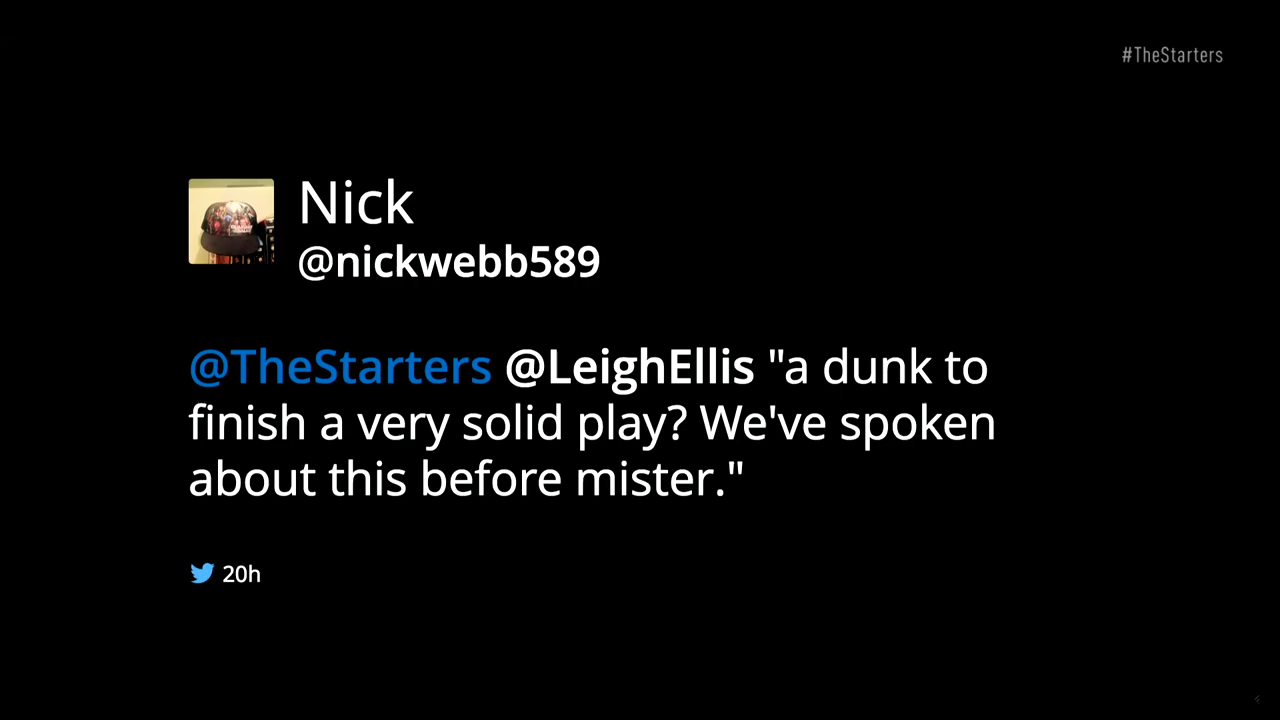 #TheStarters
Nick
@nickwebb589
@TheStarters @LeighEllis "a dunk to
finish a very solid play? We've spoken
about this before mister."
20h